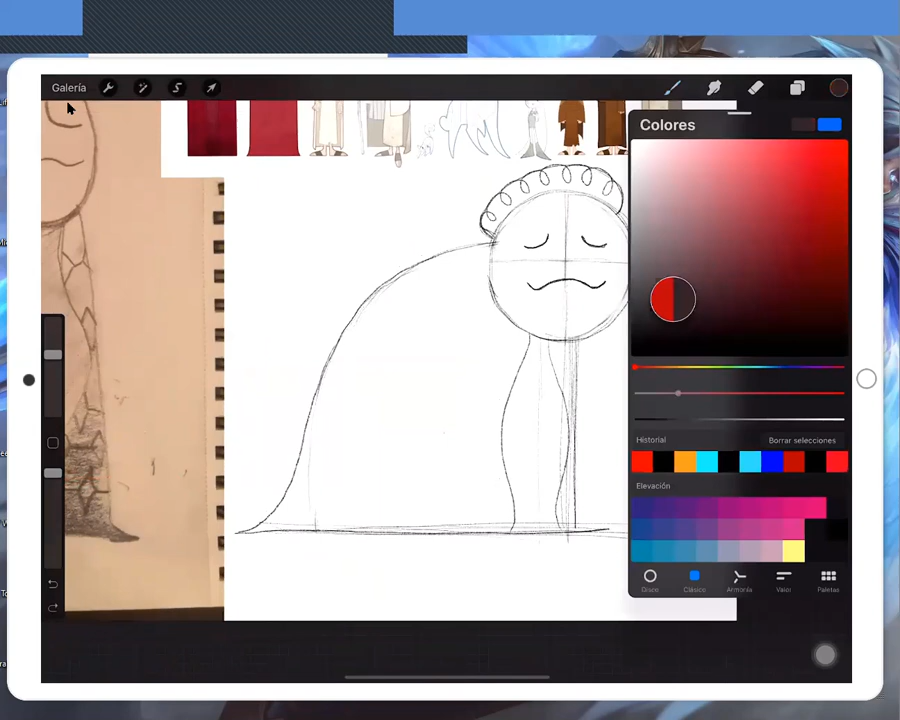 Galería
Colores
Historial
Borrar selecciones
Elevación
Disco
Clásico
Armonía
Valor
Paletas